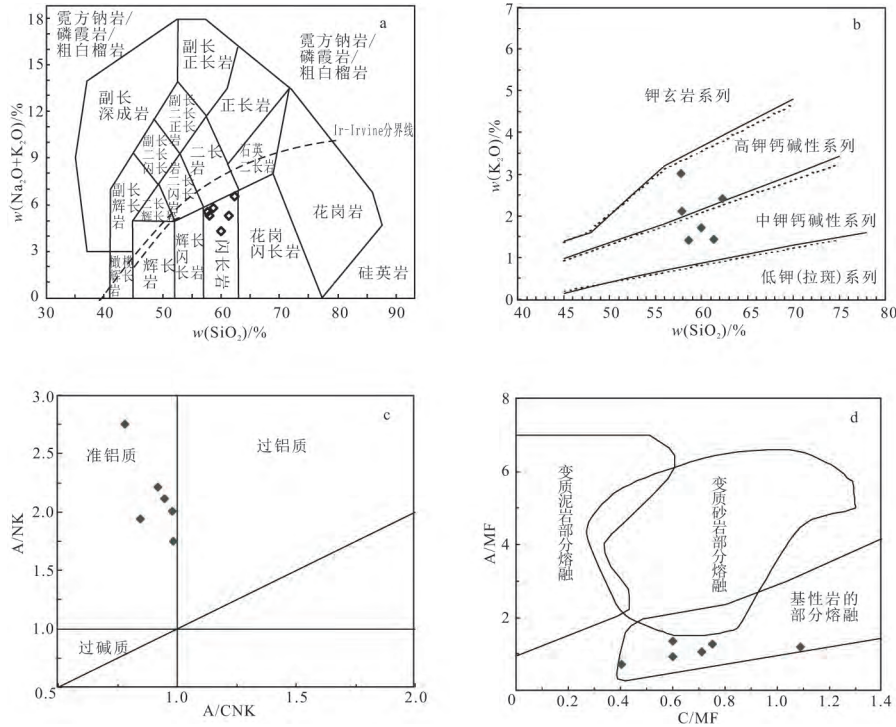 a
w(Na₂O+K₂O)/%
18
15
12
9
6
3
0
霓方钠岩/
磷霞岩/
粗白榴岩
副长
正长岩
霓方钠岩/
磷霞岩/
粗白榴岩
副长
深成岩
副长
二长
正长岩
正长岩
Ir-Irvine分界线
副长
二长
闪长岩
二长
岩
石英
二长岩
副长
辉长
岩
二长
辉长岩
二长
闪长岩
花岗岩
橄榄
辉长
岩
辉长
岩
辉长
闪
长岩
闪长岩
花岗
闪长岩
硅英岩
30
40
50
60
70
80
90
w(SiO₂)/%
b
w(K₂O)/%
7
6
5
4
3
2
1
0
钾玄岩系列
高钾钙碱性系列
中钾钙碱性系列
低钾(拉斑)系列
40
45
50
55
60
65
70
75
80
w(SiO₂)/%
c
A/NK
3.0
2.5
2.0
1.5
1.0
0.5
准铝质
过铝质
过碱质
1.0
2.0
A/CNK
d
A/MF
8
6
4
2
0
变质泥岩部分熔融
变质砂岩部分熔融
基性岩的
部分熔融
0
0.2
0.4
0.6
0.8
1.0
1.2
1.4
C/MF